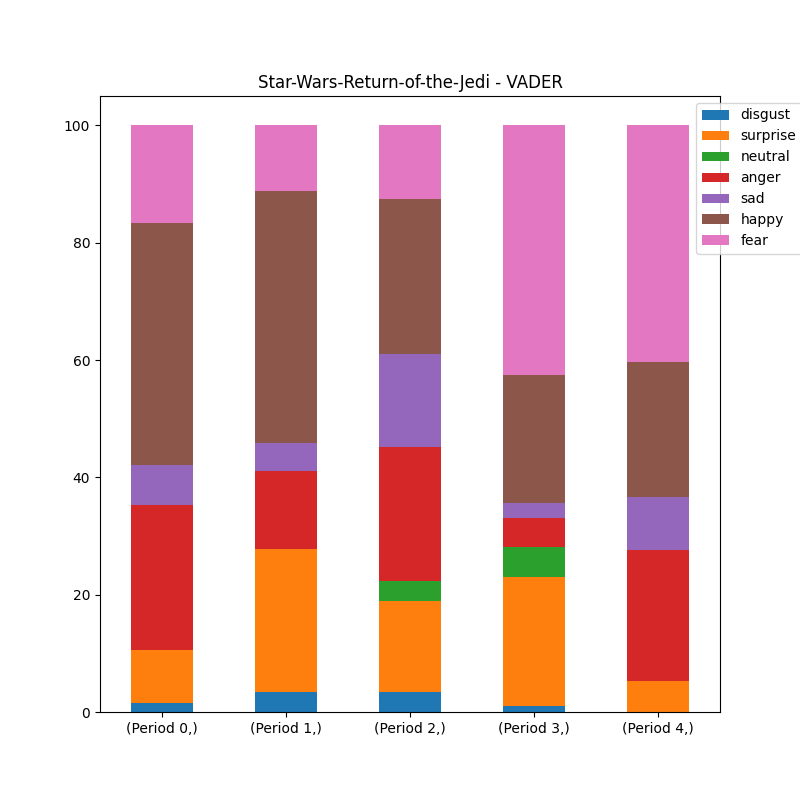 Star-Wars-Return-of-the-Jedi - VADER
disgust
surprise
neutral
anger
sad
happy
fear
100
80
60
40
20
0
(Period 0,) (Period 1,) (Period 2,) (Period 3,) (Period 4,)